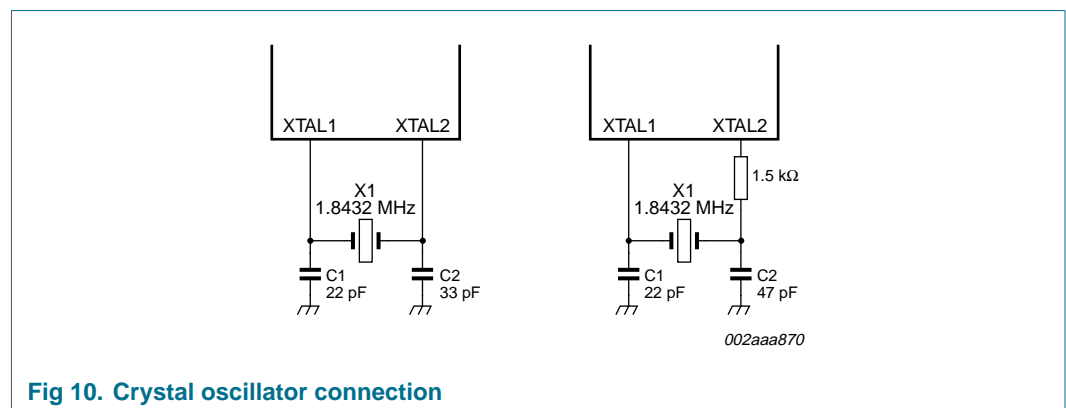 XTAL1 XTAL2
X1
1.8432 MHz
C1
22 pF
C2
33 pF
XTAL1 XTAL2
1.5 kΩ
X1
1.8432 MHz
C1
22 pF
C2
47 pF
002aaa870
Fig 10. Crystal oscillator connection